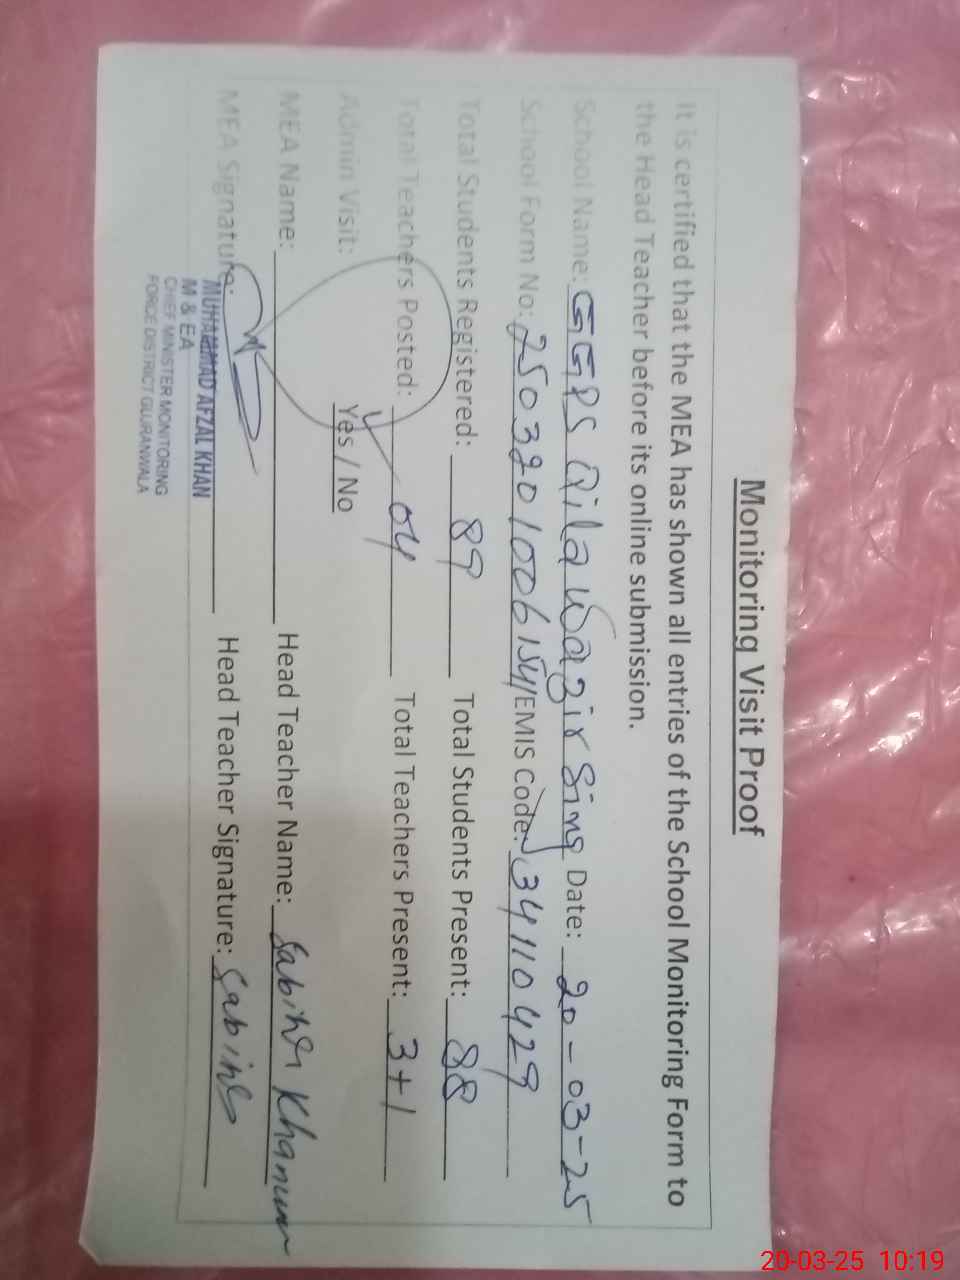 Monitoring Visit Proof
It is certified that the MEA has shown all entries of the School Monitoring Form to
the Head Teacher before its online submission.
School Name: GGPS Qila Wazir Sing Date: 20-03-25
School Form No: 2503201006154 EMIS Code: 34110429
Total Students Registered: 89 Total Students Present: 88
Total Teachers Posted: 04 Total Teachers Present: 3+1
Admin Visit: Yes / No
MEA Name: Head Teacher Name: Sabiha Khanum
MEA Signature: Head Teacher Signature: Sabiha
MUHAMMAD AFZAL KHAN
M & EA
CHIEF MINISTER MONITORING
FORCE DISTRICT GUJRANWALA
20-03-25 10:19